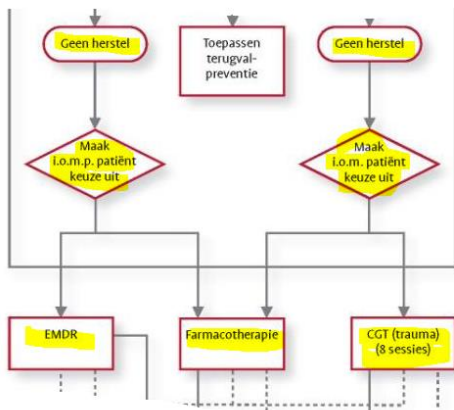 Geen herstel
Toepassen
terugval-
preventie
Geen herstel
Maak
i.o.m.p. patiënt
keuze uit
Maak
i.o.m. patiënt
keuze uit
EMDR
Farmacotherapie
CGT (trauma)
(8 sessies)